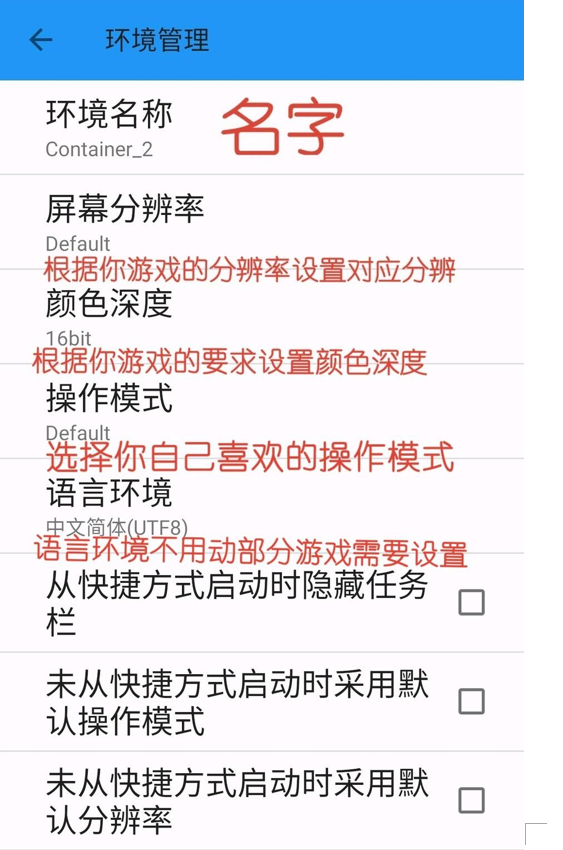 环境管理
环境名称
名字
Container_2
屏幕分辨率
Default
根据你游戏的分辨率设置对应分辨
颜色深度
16bit
根据你游戏的要求设置颜色深度
操作模式
Default
选择你自己喜欢的操作模式
语言环境
中文简体(UTF8)
语言环境不用动部分游戏需要设置
从快捷方式启动时隐藏任务
栏
未从快捷方式启动时采用默
认操作模式
未从快捷方式启动时采用默
认分辨率